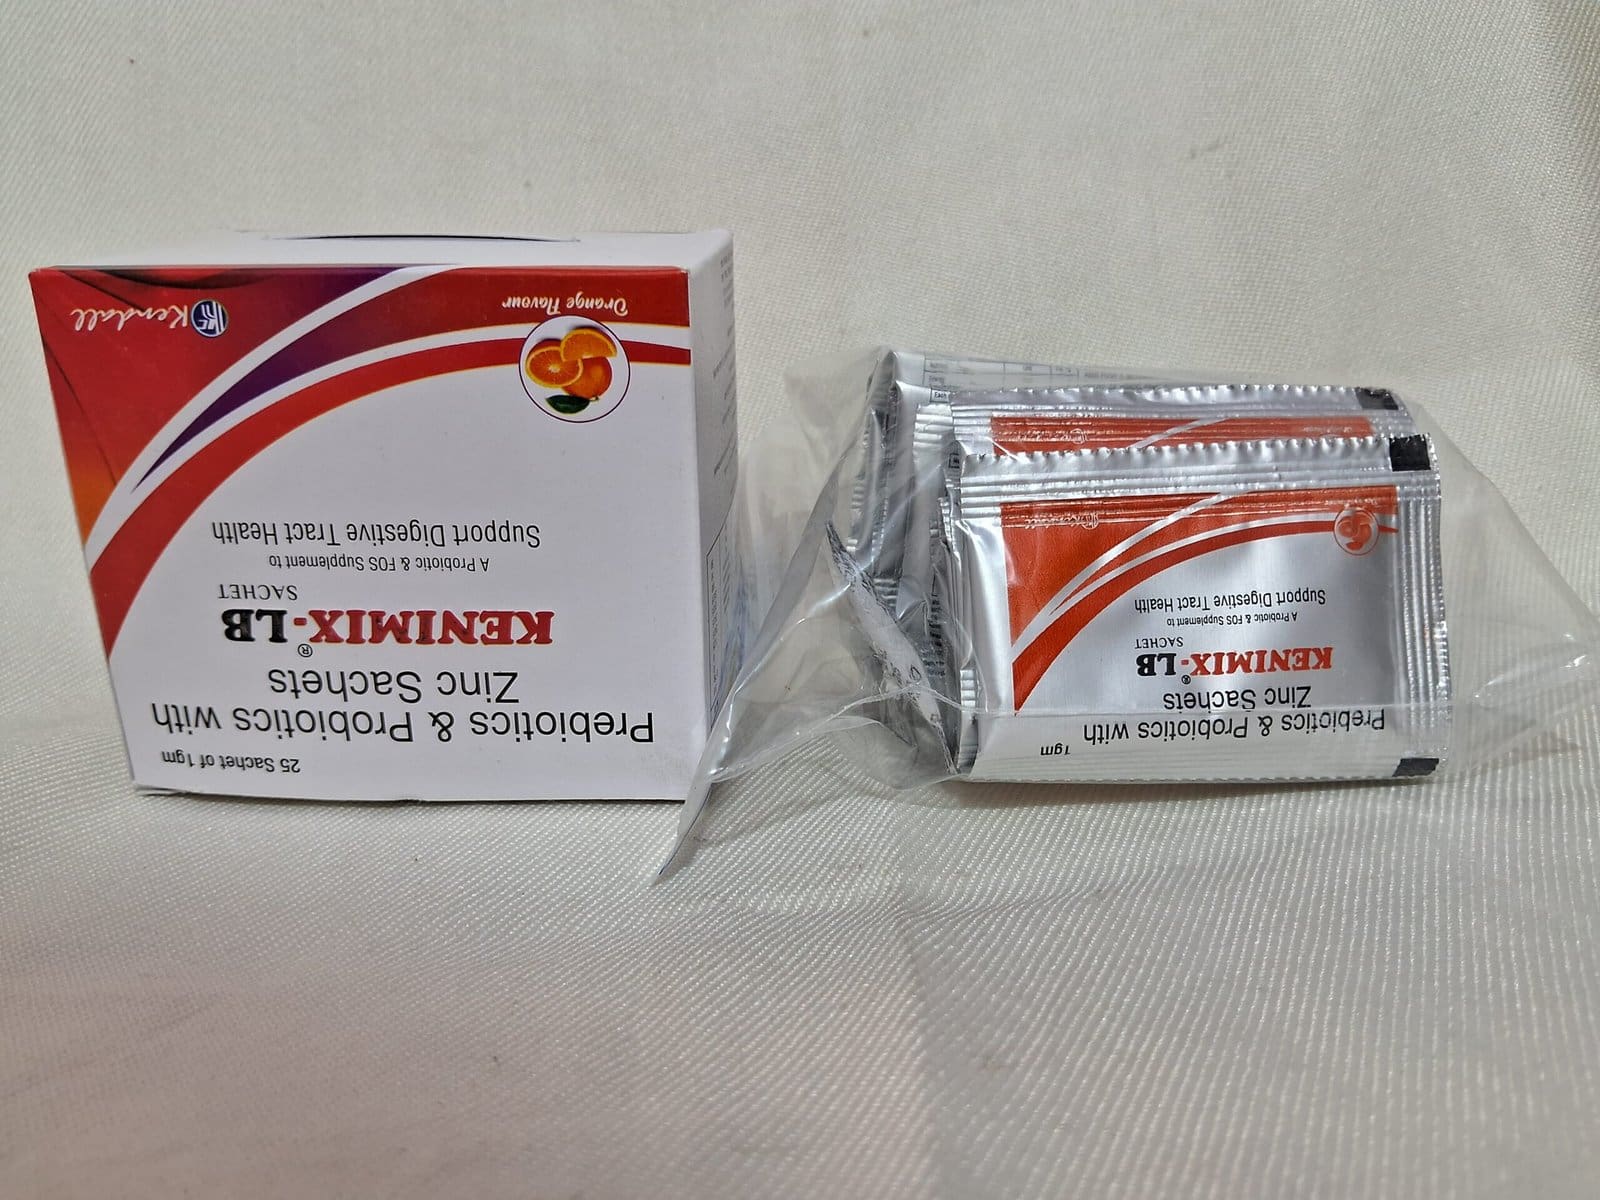 25 Sachet of 1gm
Prebiotics & Probiotics with
Zinc Sachets
KENIMIX-LB®
SACHET
A Probiotic & FOS Supplement to
Support Digestive Tract Health
Orange Flavour
Kendall
1gm
Prebiotics & Probiotics with
Zinc Sachets
KENIMIX-LB®
SACHET
A Probiotic & FOS Supplement to
Support Digestive Tract Health
Kendall